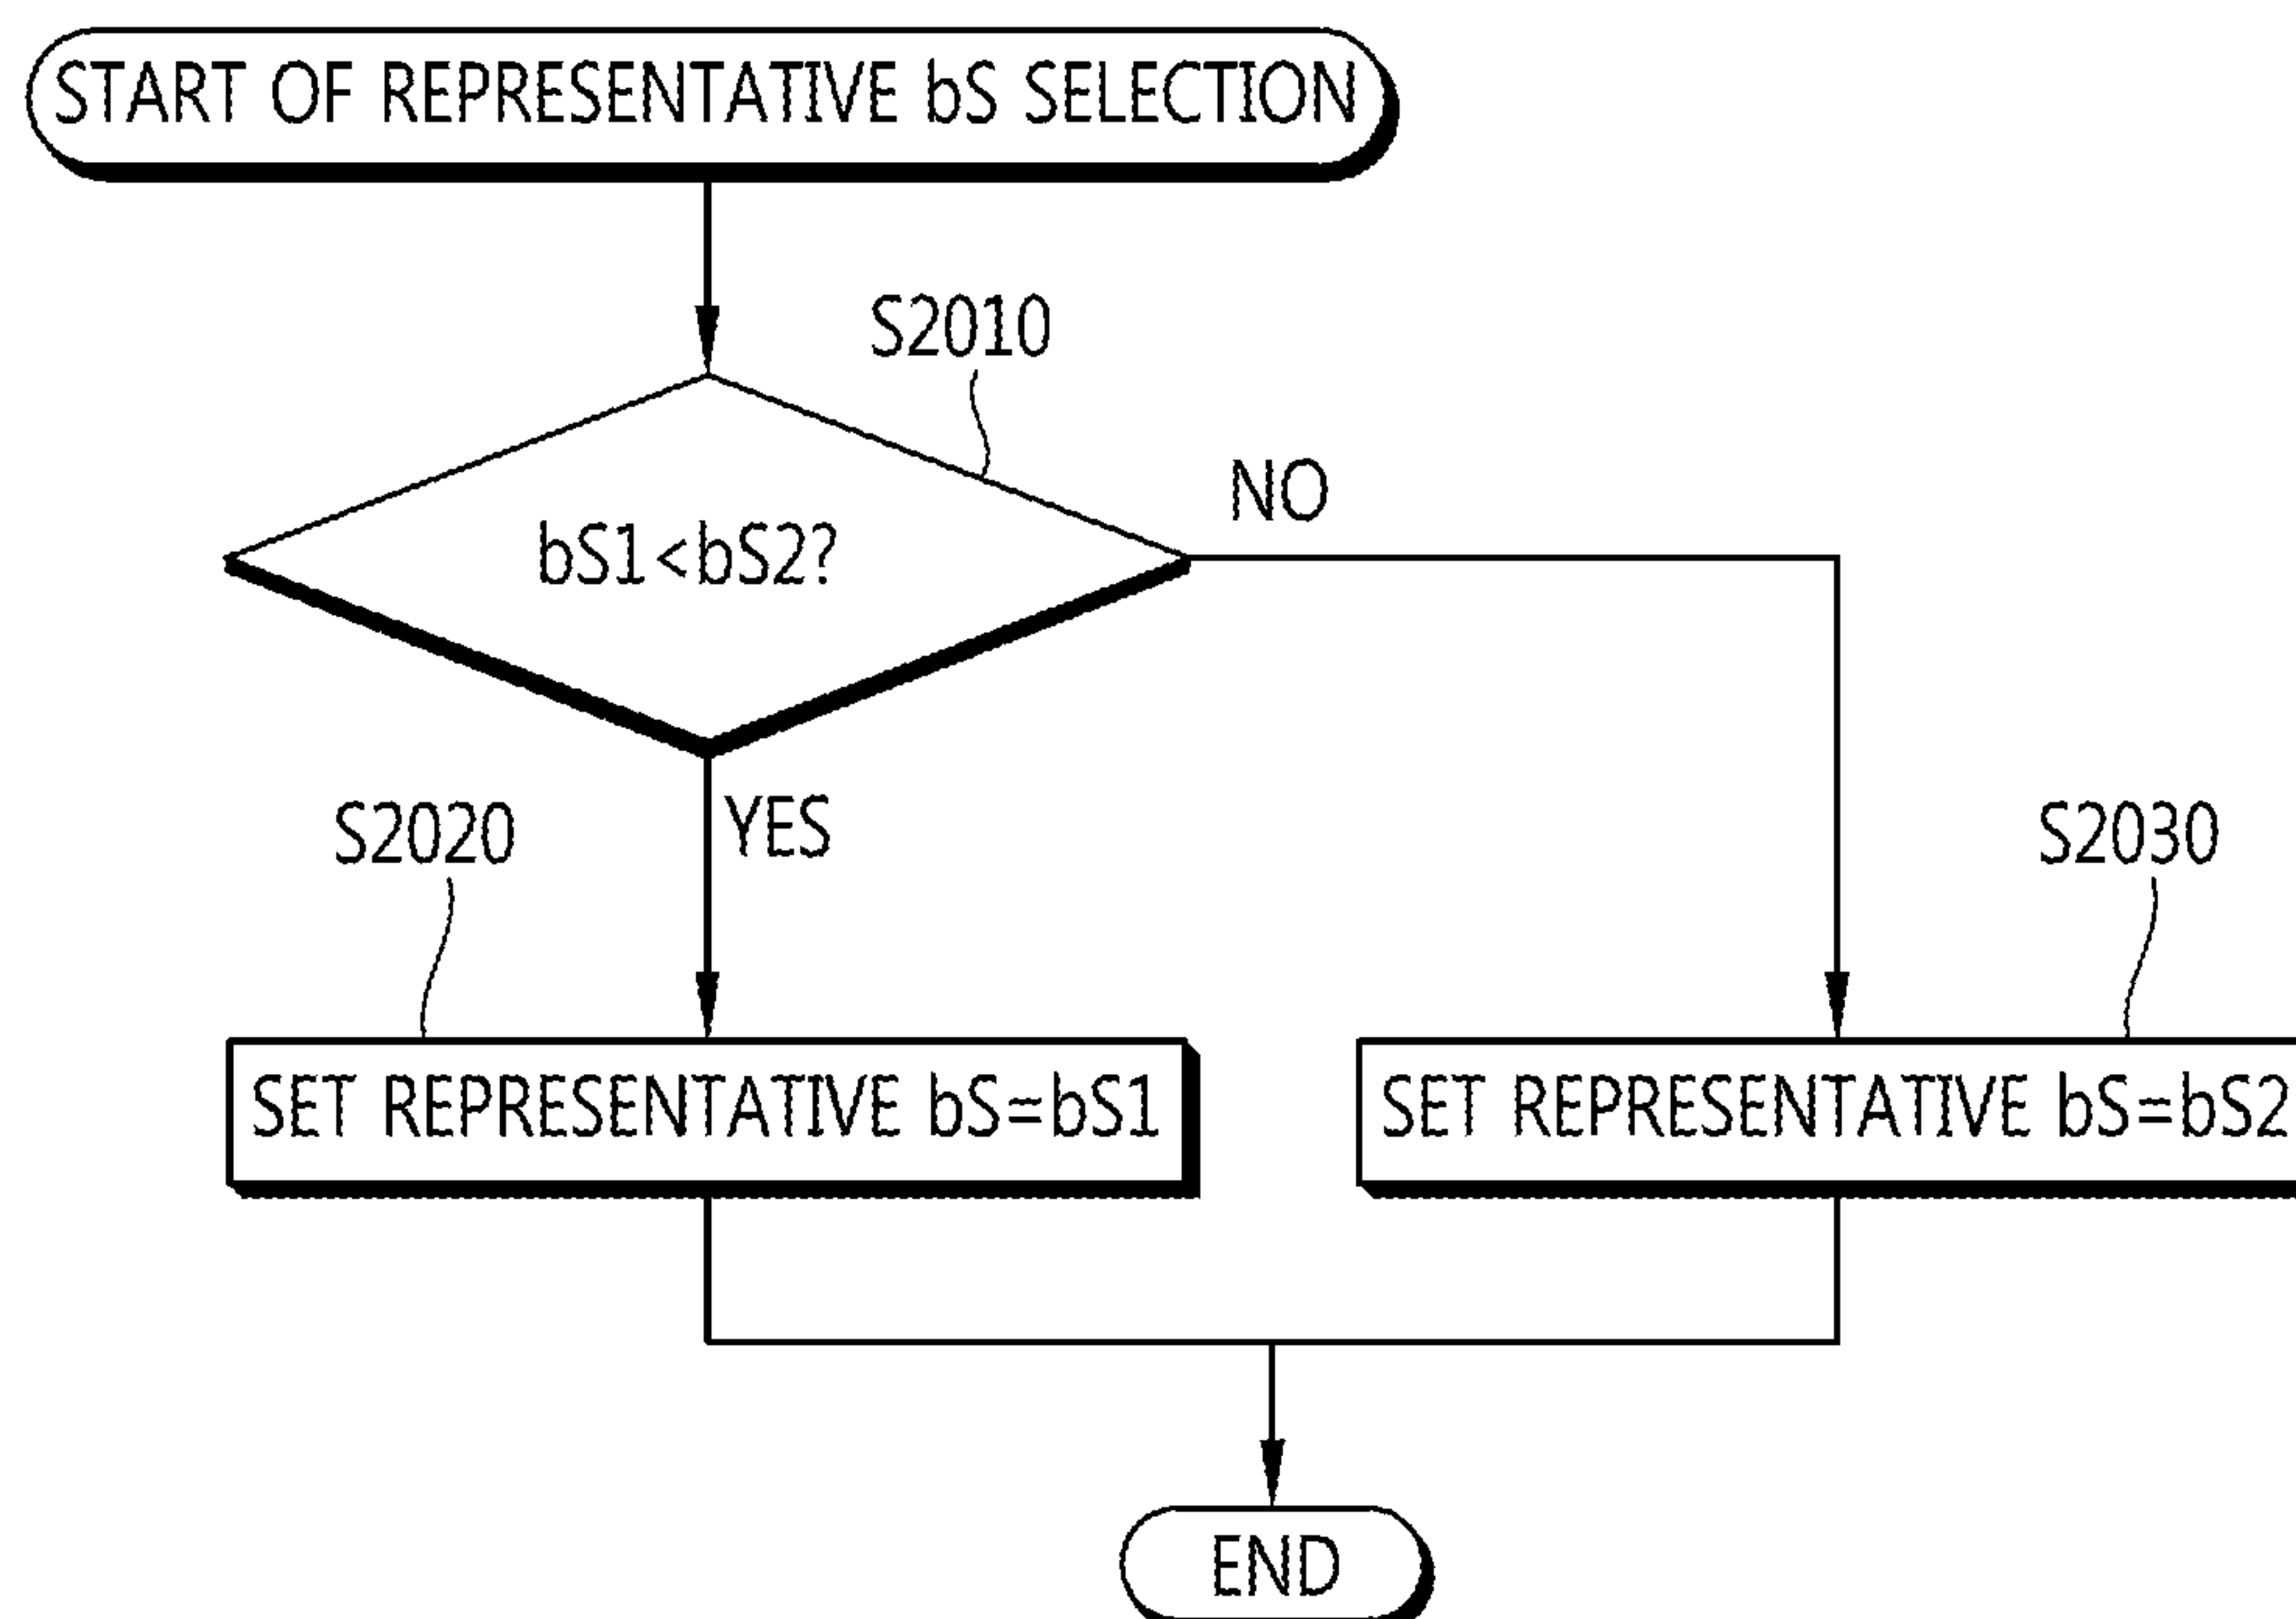 START OF REPRESENTATIVE bS SELECTION
S2010
bS1<bS2?
NO
YES
S2020
S2030
SET REPRESENTATIVE bS=bS1
SET REPRESENTATIVE bS=bS2
END